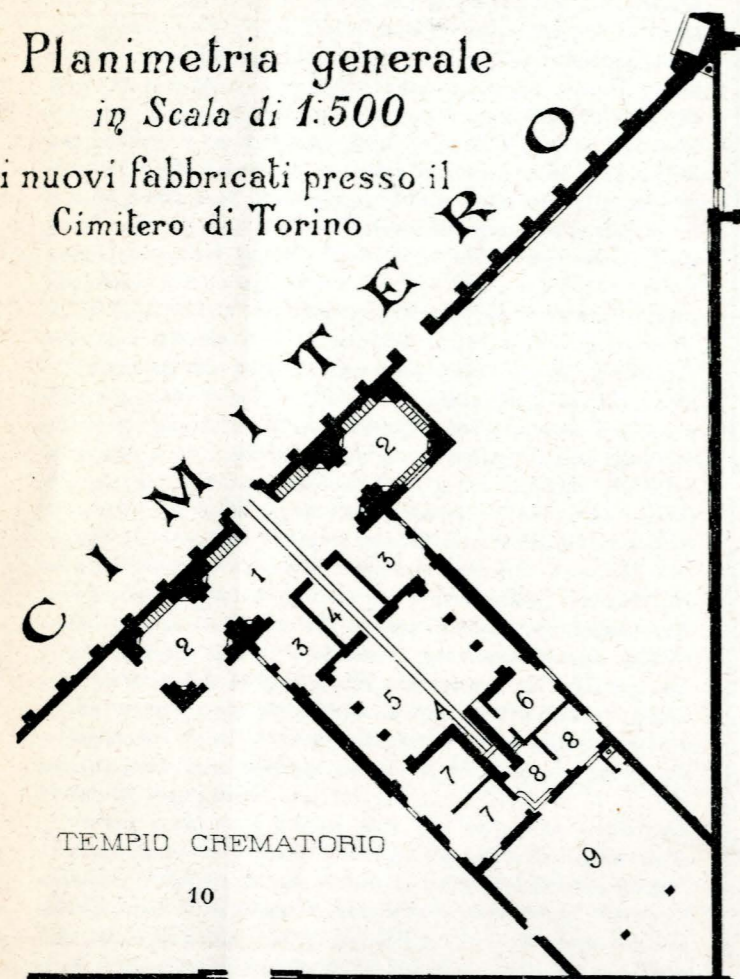 Planimetria generale
in Scala di 1:500
i nuovi fabbricati presso il
Cimitero di Torino
CIMITERO
2
1
2
3
4
3
5
A
6
7
8
8
7
9
TEMPIO CREMATORIO
10